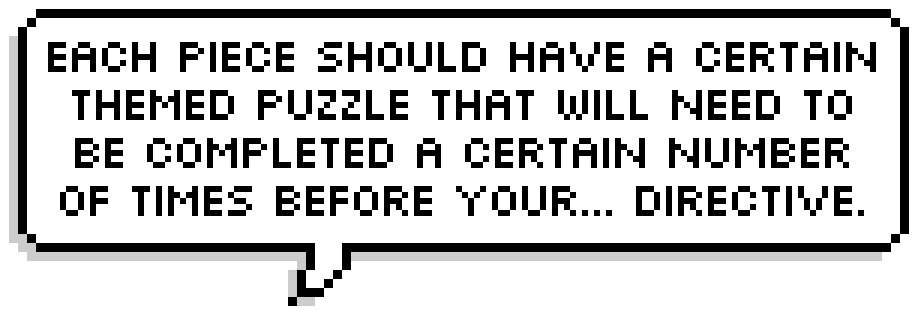 EACH PIECE SHOULD HAVE A CERTAIN
THEMED PUZZLE THAT WILL NEED TO
BE COMPLETED A CERTAIN NUMBER
OF TIMES BEFORE YOUR... DIRECTIVE.